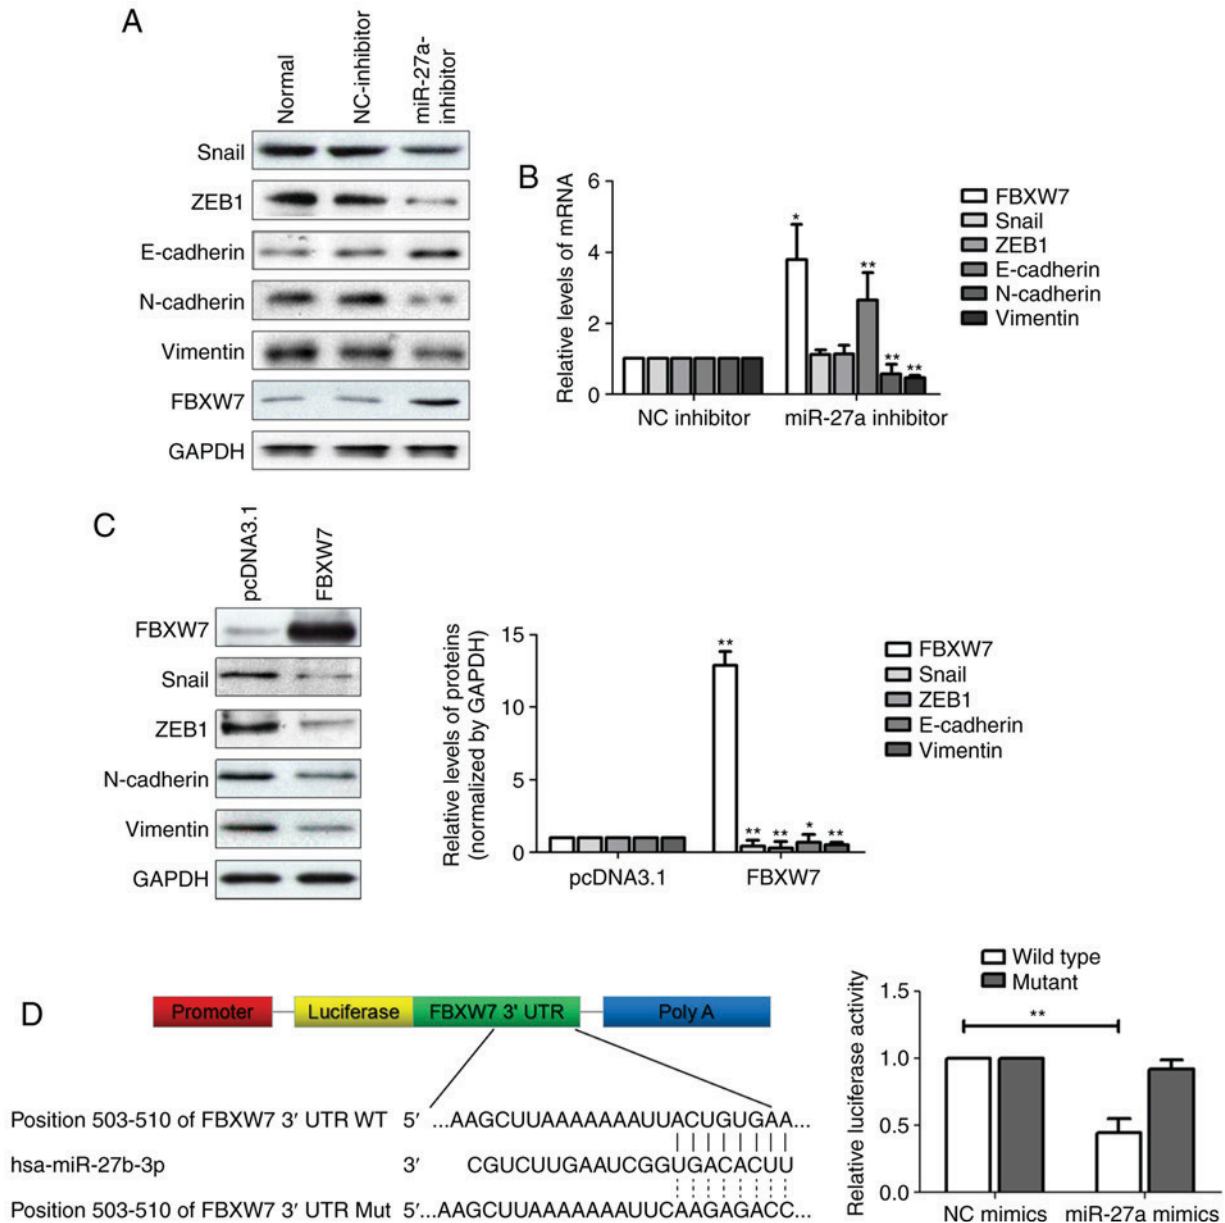 A
Normal
NC-inhibitor
miR-27a-
inhibitor
Snail
ZEB1
E-cadherin
N-cadherin
Vimentin
FBXW7
GAPDH
B
Relative levels of mRNA
6
4
2
0
*
**
**
**
NC inhibitor
miR-27a inhibitor
FBXW7
Snail
ZEB1
E-cadherin
N-cadherin
Vimentin
C
pcDNA3.1
FBXW7
FBXW7
Snail
ZEB1
N-cadherin
Vimentin
GAPDH
Relative levels of proteins
(normalized by GAPDH)
15
10
5
0
**
**
**
*
**
pcDNA3.1
FBXW7
FBXW7
Snail
ZEB1
E-cadherin
Vimentin
D
Promoter
Luciferase
FBXW7 3′ UTR
Poly A
Position 503-510 of FBXW7 3′ UTR WT 5′ ...AAGCUUAAAAAAAUUACUGUGAA...
hsa-miR-27b-3p 3′ CGUCUUGAAUCGGUGACACUU
Position 503-510 of FBXW7 3′ UTR Mut 5′...AAGCUUAAAAAAAUUCAAGAGACC...
Wild type
Mutant
Relative luciferase activity
1.5
1.0
0.5
0
**
NC mimics
miR-27a mimics